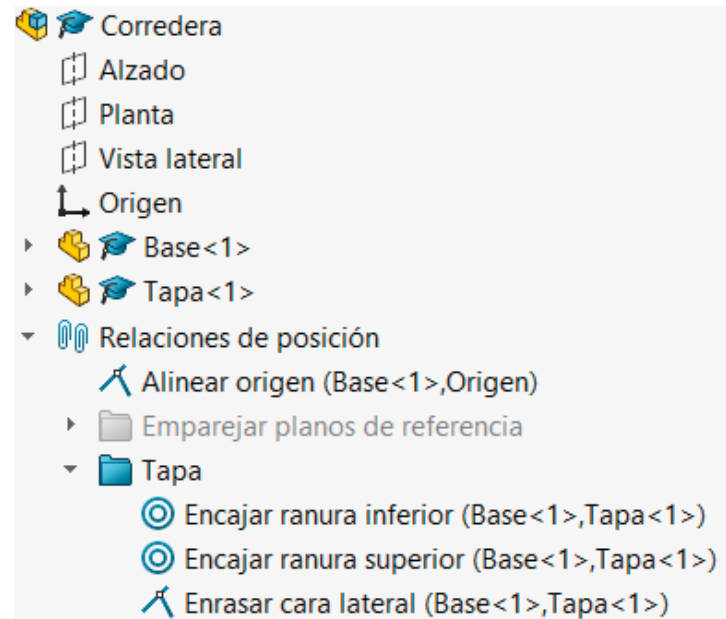 Corredera
Alzado
Planta
Vista lateral
Origen
Base<1>
Tapa<1>
Relaciones de posición
Alinear origen (Base<1>,Origen)
Emparejar planos de referencia
Tapa
Encajar ranura inferior (Base<1>,Tapa<1>)
Encajar ranura superior (Base<1>,Tapa<1>)
Enrasar cara lateral (Base<1>,Tapa<1>)